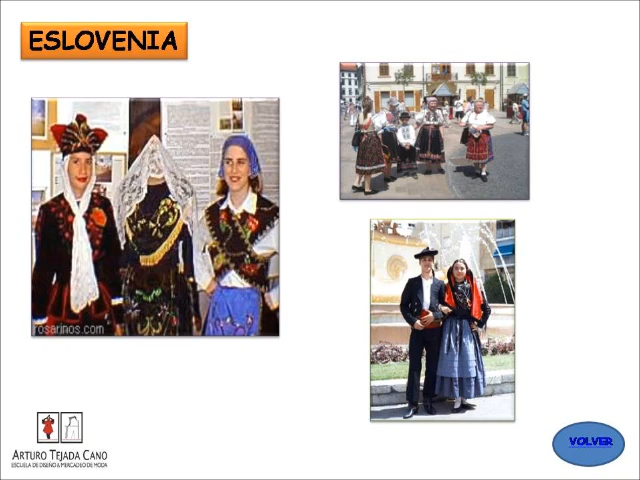 ESLOVENIA
rosarinos.com
ARTURO TEJADA CANO
ESCUELA DE DISEÑO & MERCADEO DE MODA
VOLVER